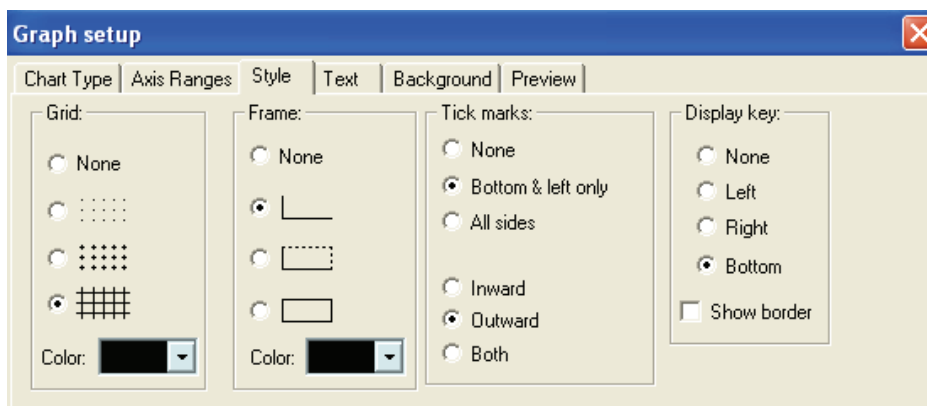 Graph setup
Chart Type Axis Ranges Style Text Background Preview
Grid:
None
Color:
Frame:
None
Color:
Tick marks:
None
Bottom & left only
All sides
Inward
Outward
Both
Display key:
None
Left
Right
Bottom
Show border